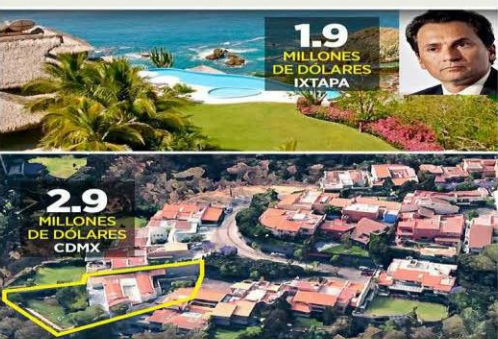 1.9
MILLONES
DE DÓLARES
IXTAPA
2.9
MILLONES
DE DÓLARES
CDMX